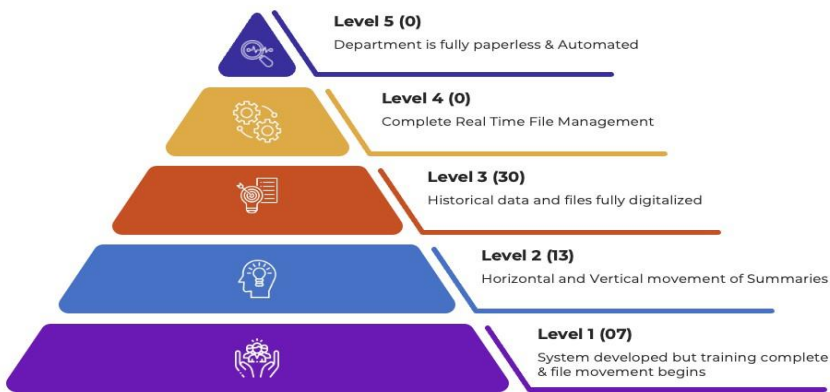 Level 5 (0)
Department is fully paperless & Automated
Level 4 (0)
Complete Real Time File Management
Level 3 (30)
Historical data and files fully digitalized
Level 2 (13)
Horizontal and Vertical movement of Summaries
Level 1 (07)
System developed but training complete
& file movement begins